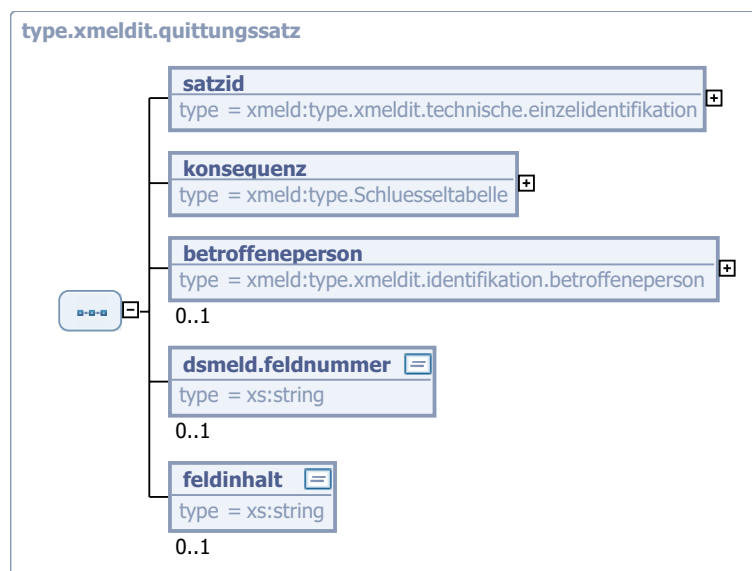 type.xmeldit.quittungssatz
satzid
type = xmeld:type.xmeldit.technische.einzelidentifikation
konsequenz
type = xmeld:type.Schluesseltabelle
betroffeneperson
type = xmeld:type.xmeldit.identifikation.betroffeneperson
0..1
dsmeld.feldnummer
type = xs:string
0..1
feldinhalt
type = xs:string
0..1